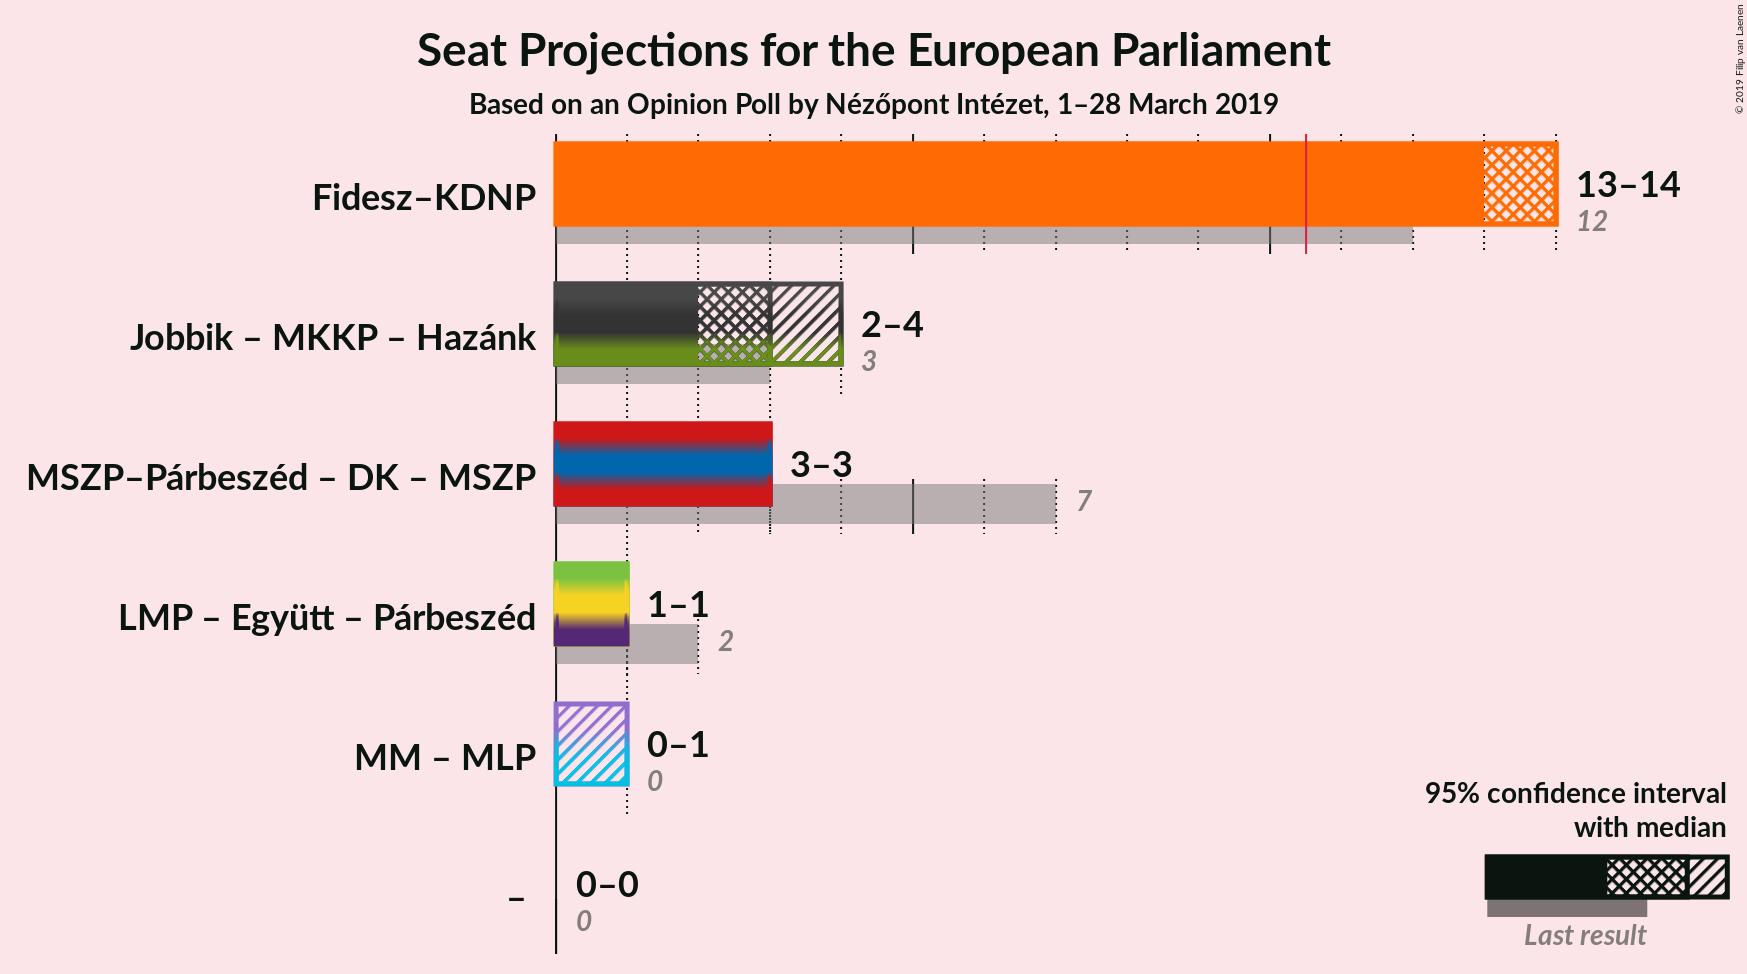 Seat Projections for the European Parliament
Based on an Opinion Poll by Nézőpont Intézet, 1–28 March 2019
© 2019 Filip van Laenen
Fidesz–KDNP
13–14
12
Jobbik – MKKP – Hazánk
2–4
3
MSZP–Párbeszéd – DK – MSZP
3–3
7
LMP – Együtt – Párbeszéd
1–1
2
MM – MLP
0–1
0
–
0–0
0
95% confidence interval
with median
Last result